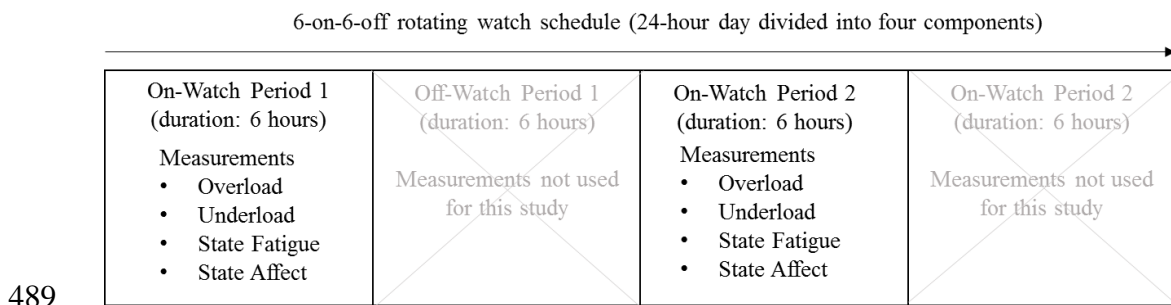 6-on-6-off rotating watch schedule (24-hour day divided into four components)
On-Watch Period 1
(duration: 6 hours)
Measurements
• Overload
• Underload
• State Fatigue
• State Affect
Off-Watch Period 1
(duration: 6 hours)
Measurements not used
for this study
On-Watch Period 2
(duration: 6 hours)
Measurements
• Overload
• Underload
• State Fatigue
• State Affect
On-Watch Period 2
(duration: 6 hours)
Measurements not used
for this study
489